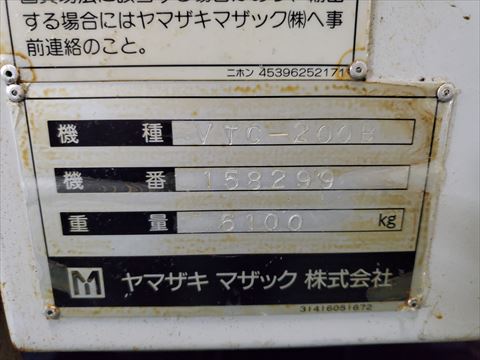 する場合にはヤマザキマザック(株)へ事
前連絡のこと。
ニホン 45396252171
機種 VTC-200B
機番 158299
重量 6100 kg
M ヤマザキ マザック 株式会社
31416051672